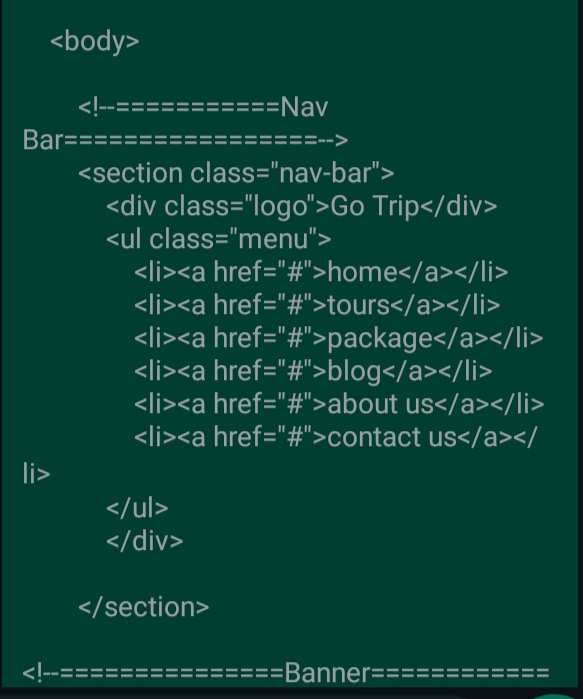 <body>
<!--===========Nav
Bar=================-->
<section class="nav-bar">
<div class="logo">Go Trip</div>
<ul class="menu">
<li><a href="#">home</a></li>
<li><a href="#">tours</a></li>
<li><a href="#">package</a></li>
<li><a href="#">blog</a></li>
<li><a href="#">about us</a></li>
<li><a href="#">contact us</a></
li>
</ul>
</div>
</section>
<!--===============Banner============